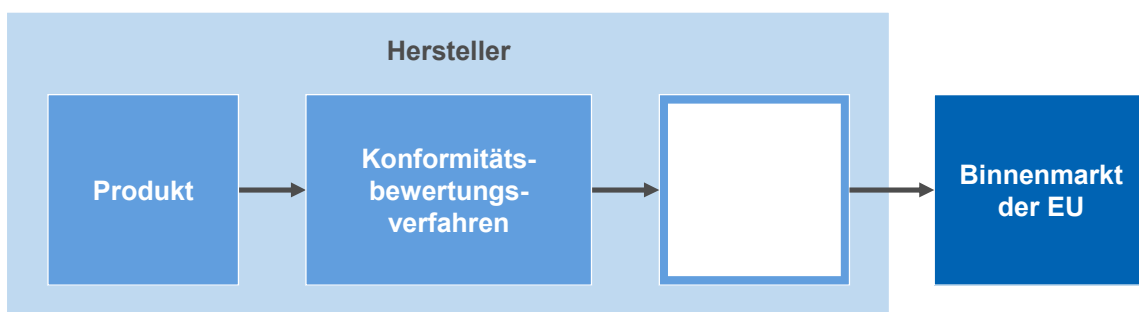 Hersteller
Produkt
Konformitäts-
bewertungs-
verfahren
Binnenmarkt
der EU